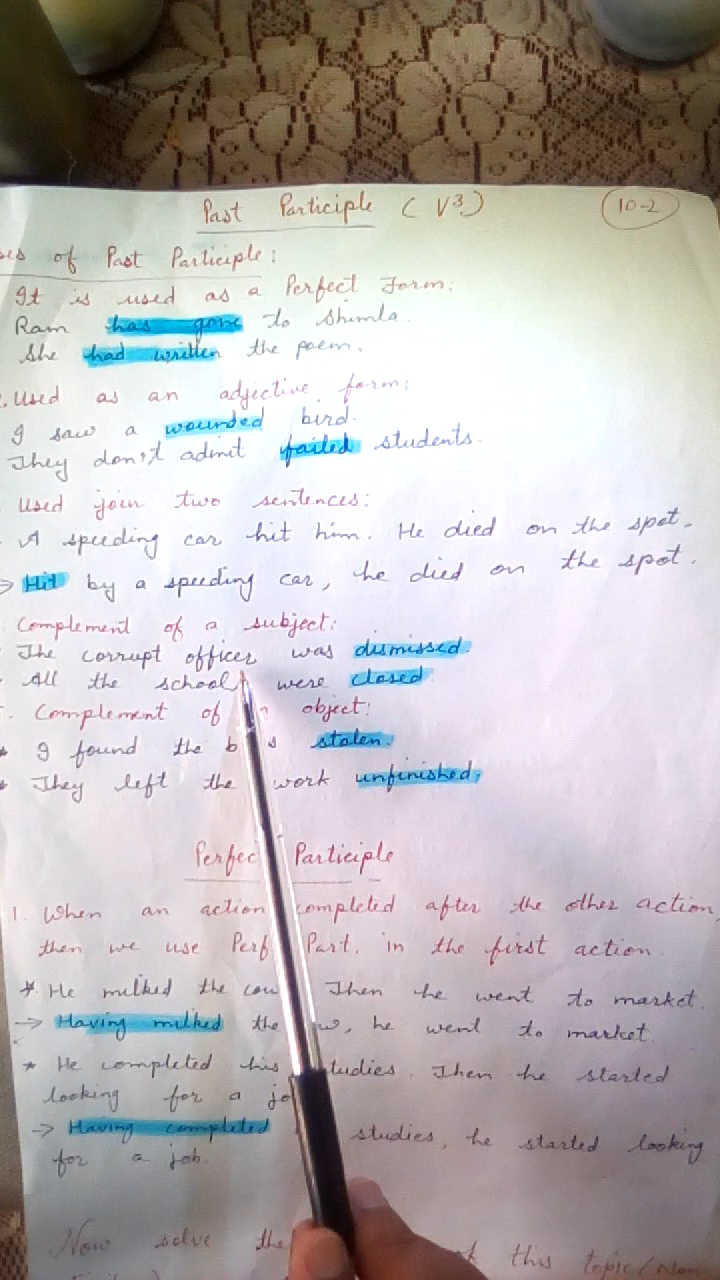 Past Participle (V³)
10-2
of Past Participle:
It is used as a Perfect Form.
Ram has gone to Shimla.
She had written the poem.
. Used as an adjective form:
I saw a wounded bird.
They don't admit failed students.
Used join two sentences:
A speeding car hit him. He died on the spot.
→ Hit by a speeding car, he died on the spot.
Complement of a subject:
The corrupt officer was dismissed.
All the school were closed.
Complement of object:
* I found the stolen.
* They left the work unfinished.
Perfec Participle
1. When an action completed after the other action
then we use Perf Part. in the first action.
* He milked the cow Then he went to market.
→ Having milked the, he went to market.
* He completed his studies. Then he started
looking for a jo
→ Having completed studies, he started looking
for a job.
Now solve the this topic